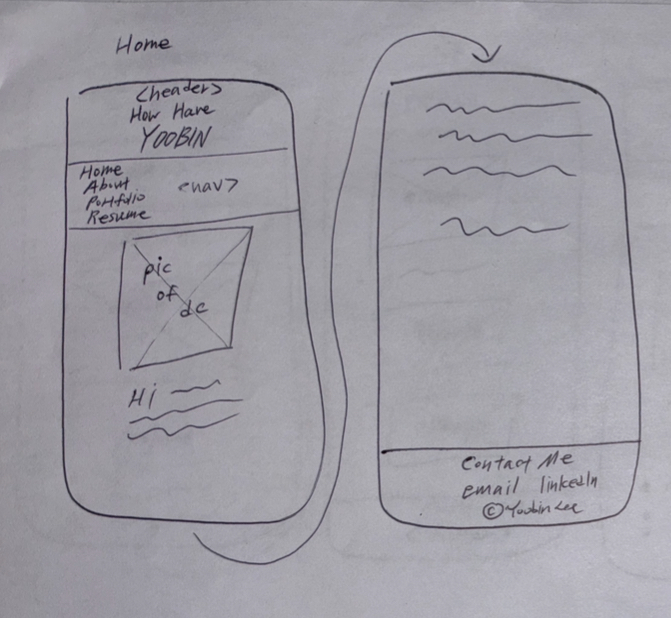 Home
<header>
How Hare
YOOBIN
Home
About
Portfolio
Resume
<nav>
pic
of
dc
Hi
Contact Me
email linkedIn
© Yoobin Lee